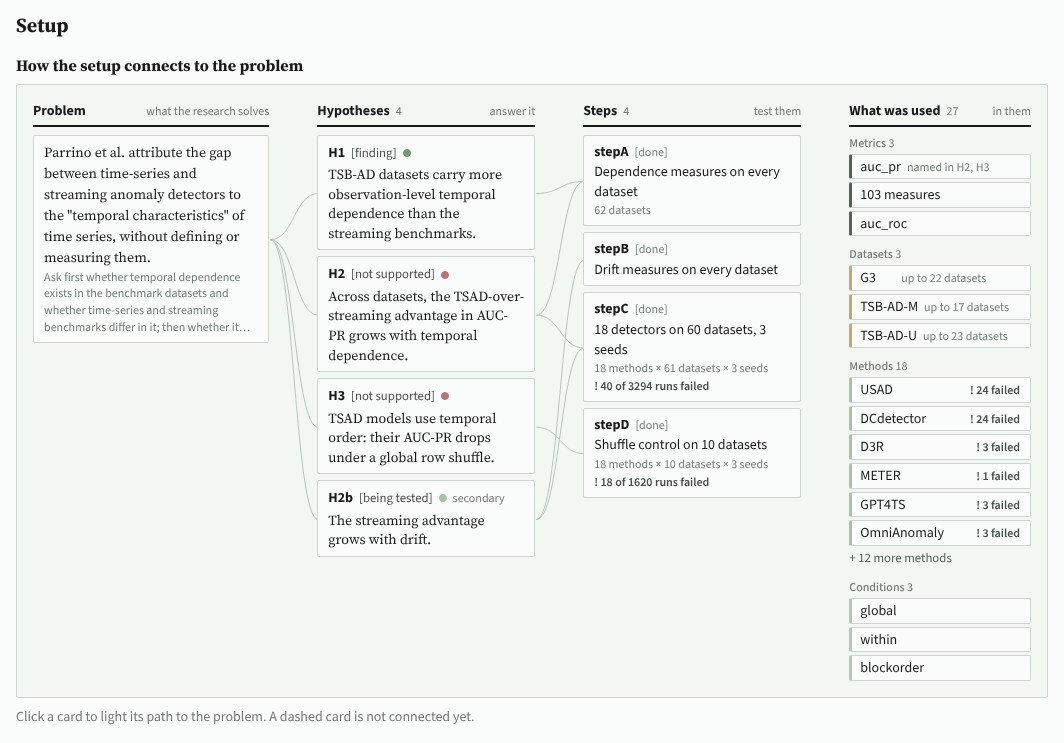 Setup
How the setup connects to the problem
Problem what the research solves
Parrino et al. attribute the gap
between time-series and
streaming anomaly detectors to
the "temporal characteristics" of
time series, without defining or
measuring them.
Ask first whether temporal dependence
exists in the benchmark datasets and
whether time-series and streaming
benchmarks differ in it; then whether it…
Hypotheses 4 answer it
H1 [finding]
TSB-AD datasets carry more
observation-level temporal
dependence than the
streaming benchmarks.
H2 [not supported]
Across datasets, the TSAD-over-
streaming advantage in AUC-
PR grows with temporal
dependence.
H3 [not supported]
TSAD models use temporal
order: their AUC-PR drops
under a global row shuffle.
H2b [being tested] secondary
The streaming advantage
grows with drift.
Steps 4 test them
stepA [done]
Dependence measures on every
dataset
62 datasets
stepB [done]
Drift measures on every dataset
stepC [done]
18 detectors on 60 datasets, 3
seeds
18 methods × 61 datasets × 3 seeds
! 40 of 3294 runs failed
stepD [done]
Shuffle control on 10 datasets
18 methods × 10 datasets × 3 seeds
! 18 of 1620 runs failed
What was used 27 in them
Metrics 3
auc_pr named in H2, H3
103 measures
auc_roc
Datasets 3
G3 up to 22 datasets
TSB-AD-M up to 17 datasets
TSB-AD-U up to 23 datasets
Methods 18
USAD ! 24 failed
DCdetector ! 24 failed
D3R ! 3 failed
METER ! 1 failed
GPT4TS ! 3 failed
OmniAnomaly ! 3 failed
+ 12 more methods
Conditions 3
global
within
blockorder
Click a card to light its path to the problem. A dashed card is not connected yet.